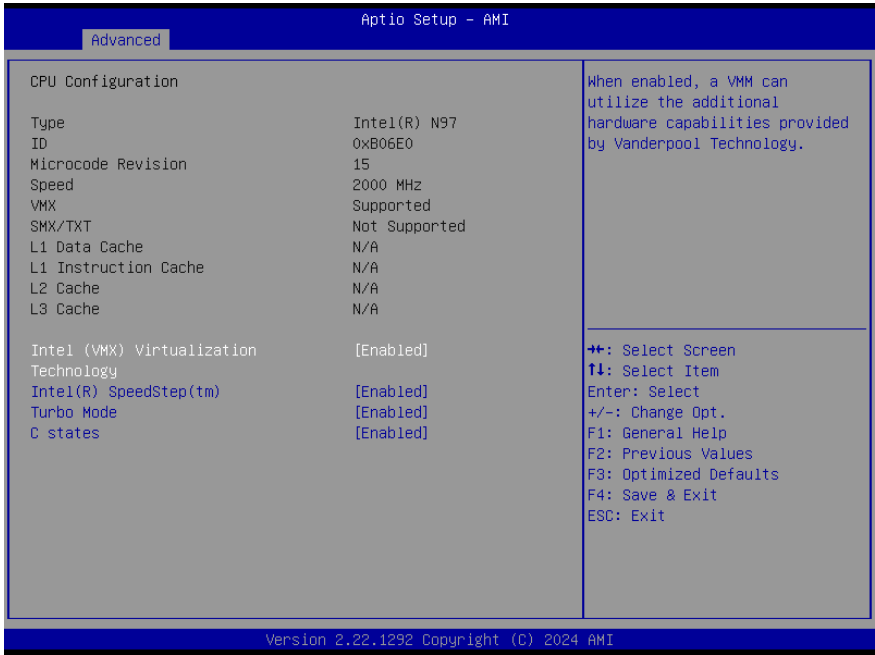 Aptio Setup – AMI
Advanced
CPU Configuration
Type Intel(R) N97
ID 0xB06E0
Microcode Revision 15
Speed 2000 MHz
VMX Supported
SMX/TXT Not Supported
L1 Data Cache N/A
L1 Instruction Cache N/A
L2 Cache N/A
L3 Cache N/A
Intel (VMX) Virtualization [Enabled]
Technology
Intel(R) SpeedStep(tm) [Enabled]
Turbo Mode [Enabled]
C states [Enabled]
When enabled, a VMM can
utilize the additional
hardware capabilities provided
by Vanderpool Technology.
→←: Select Screen
↑↓: Select Item
Enter: Select
+/-: Change Opt.
F1: General Help
F2: Previous Values
F3: Optimized Defaults
F4: Save & Exit
ESC: Exit
Version 2.22.1292 Copyright (C) 2024 AMI